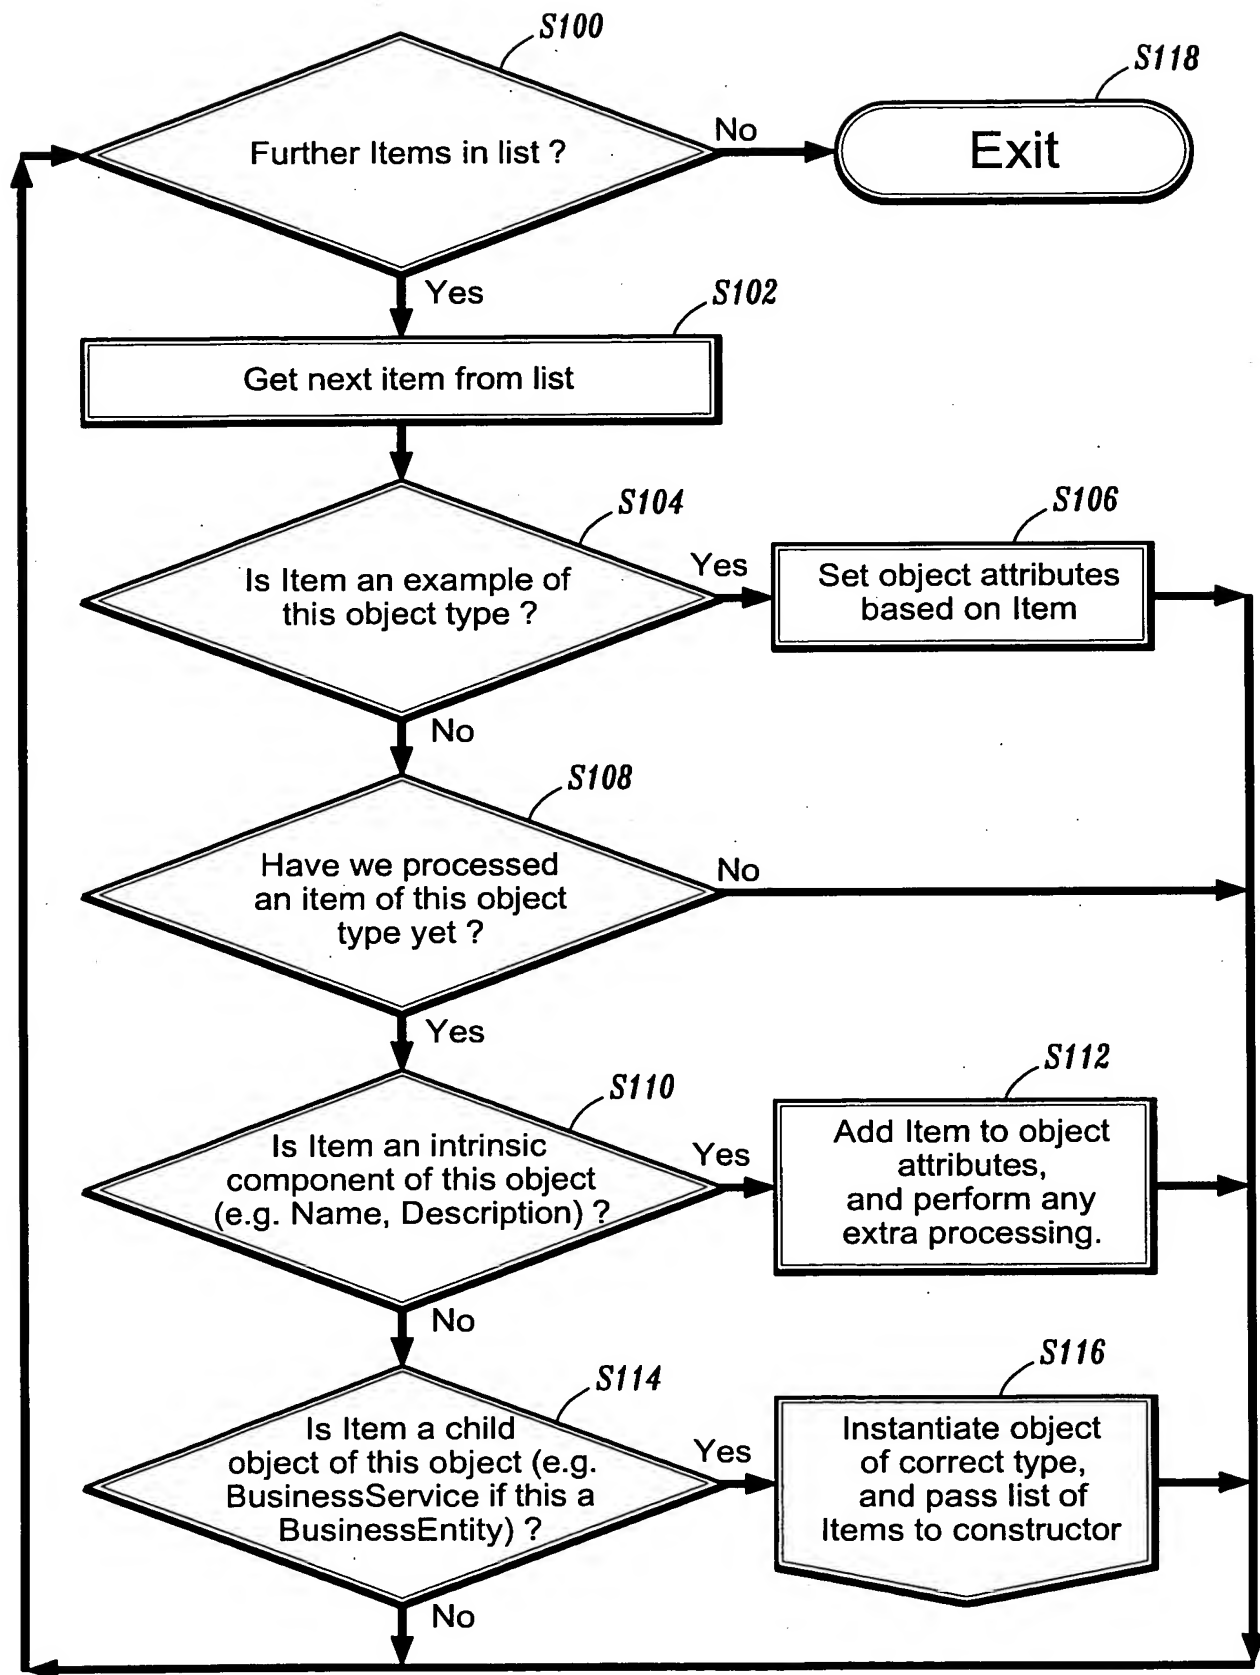 S100
S118
Further Items in list ?
No
Exit
Yes
S102
Get next item from list
S104
S106
Is Item an example of
this object type ?
Yes
Set object attributes
based on Item
No
S108
Have we processed
an item of this object
type yet ?
No
Yes
S110
S112
Is Item an intrinsic
component of this object
(e.g. Name, Description) ?
Yes
Add Item to object
attributes,
and perform any
extra processing.
No
S114
S116
Is Item a child
object of this object (e.g.
BusinessService if this a
BusinessEntity) ?
Yes
Instantiate object
of correct type,
and pass list of
Items to constructor
No